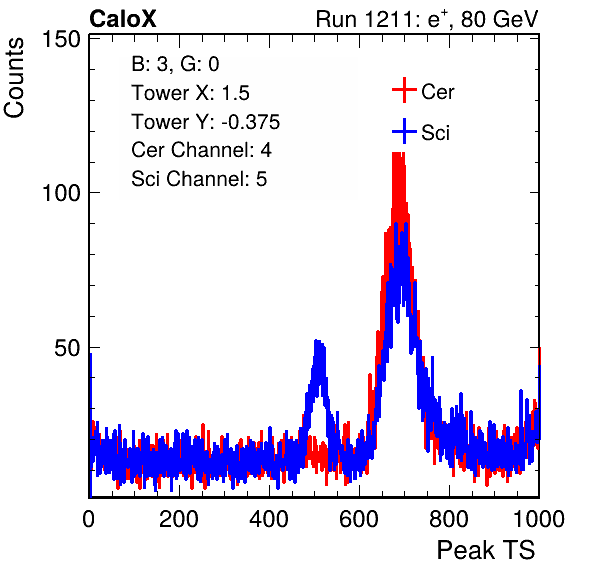 CaloX Run 1211: e⁺, 80 GeV
Counts
150
100
50
B: 3, G: 0
Tower X: 1.5
Tower Y: -0.375
Cer Channel: 4
Sci Channel: 5
Cer
Sci
0 200 400 600 800 1000
Peak TS